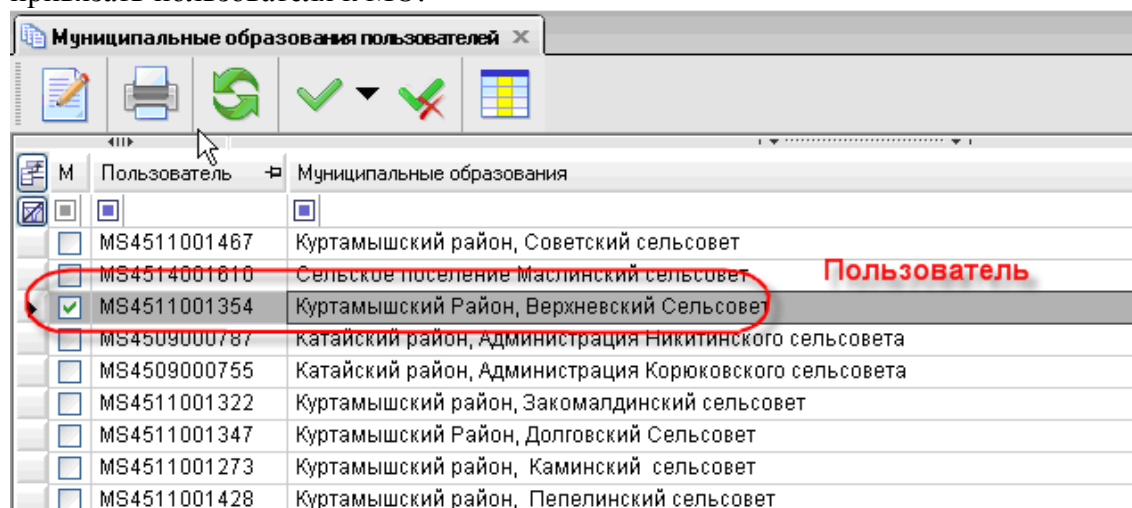 Муниципальные образования пользователей
М Пользователь Муниципальные образования
MS4511001467 Куртамышский район, Советский сельсовет
MS4514001610 Сельское поселение Маслинский сельсовет
Пользователь
MS4511001354 Куртамышский Район, Верхневский Сельсовет
MS4509000787 Катайский район, Администрация Никитинского сельсовета
MS4509000755 Катайский район, Администрация Корюковского сельсовета
MS4511001322 Куртамышский район, Закомалдинский сельсовет
MS4511001347 Куртамышский Район, Долговский Сельсовет
MS4511001273 Куртамышский район, Каминский сельсовет
MS4511001428 Куртамышский район, Пепелинский сельсовет